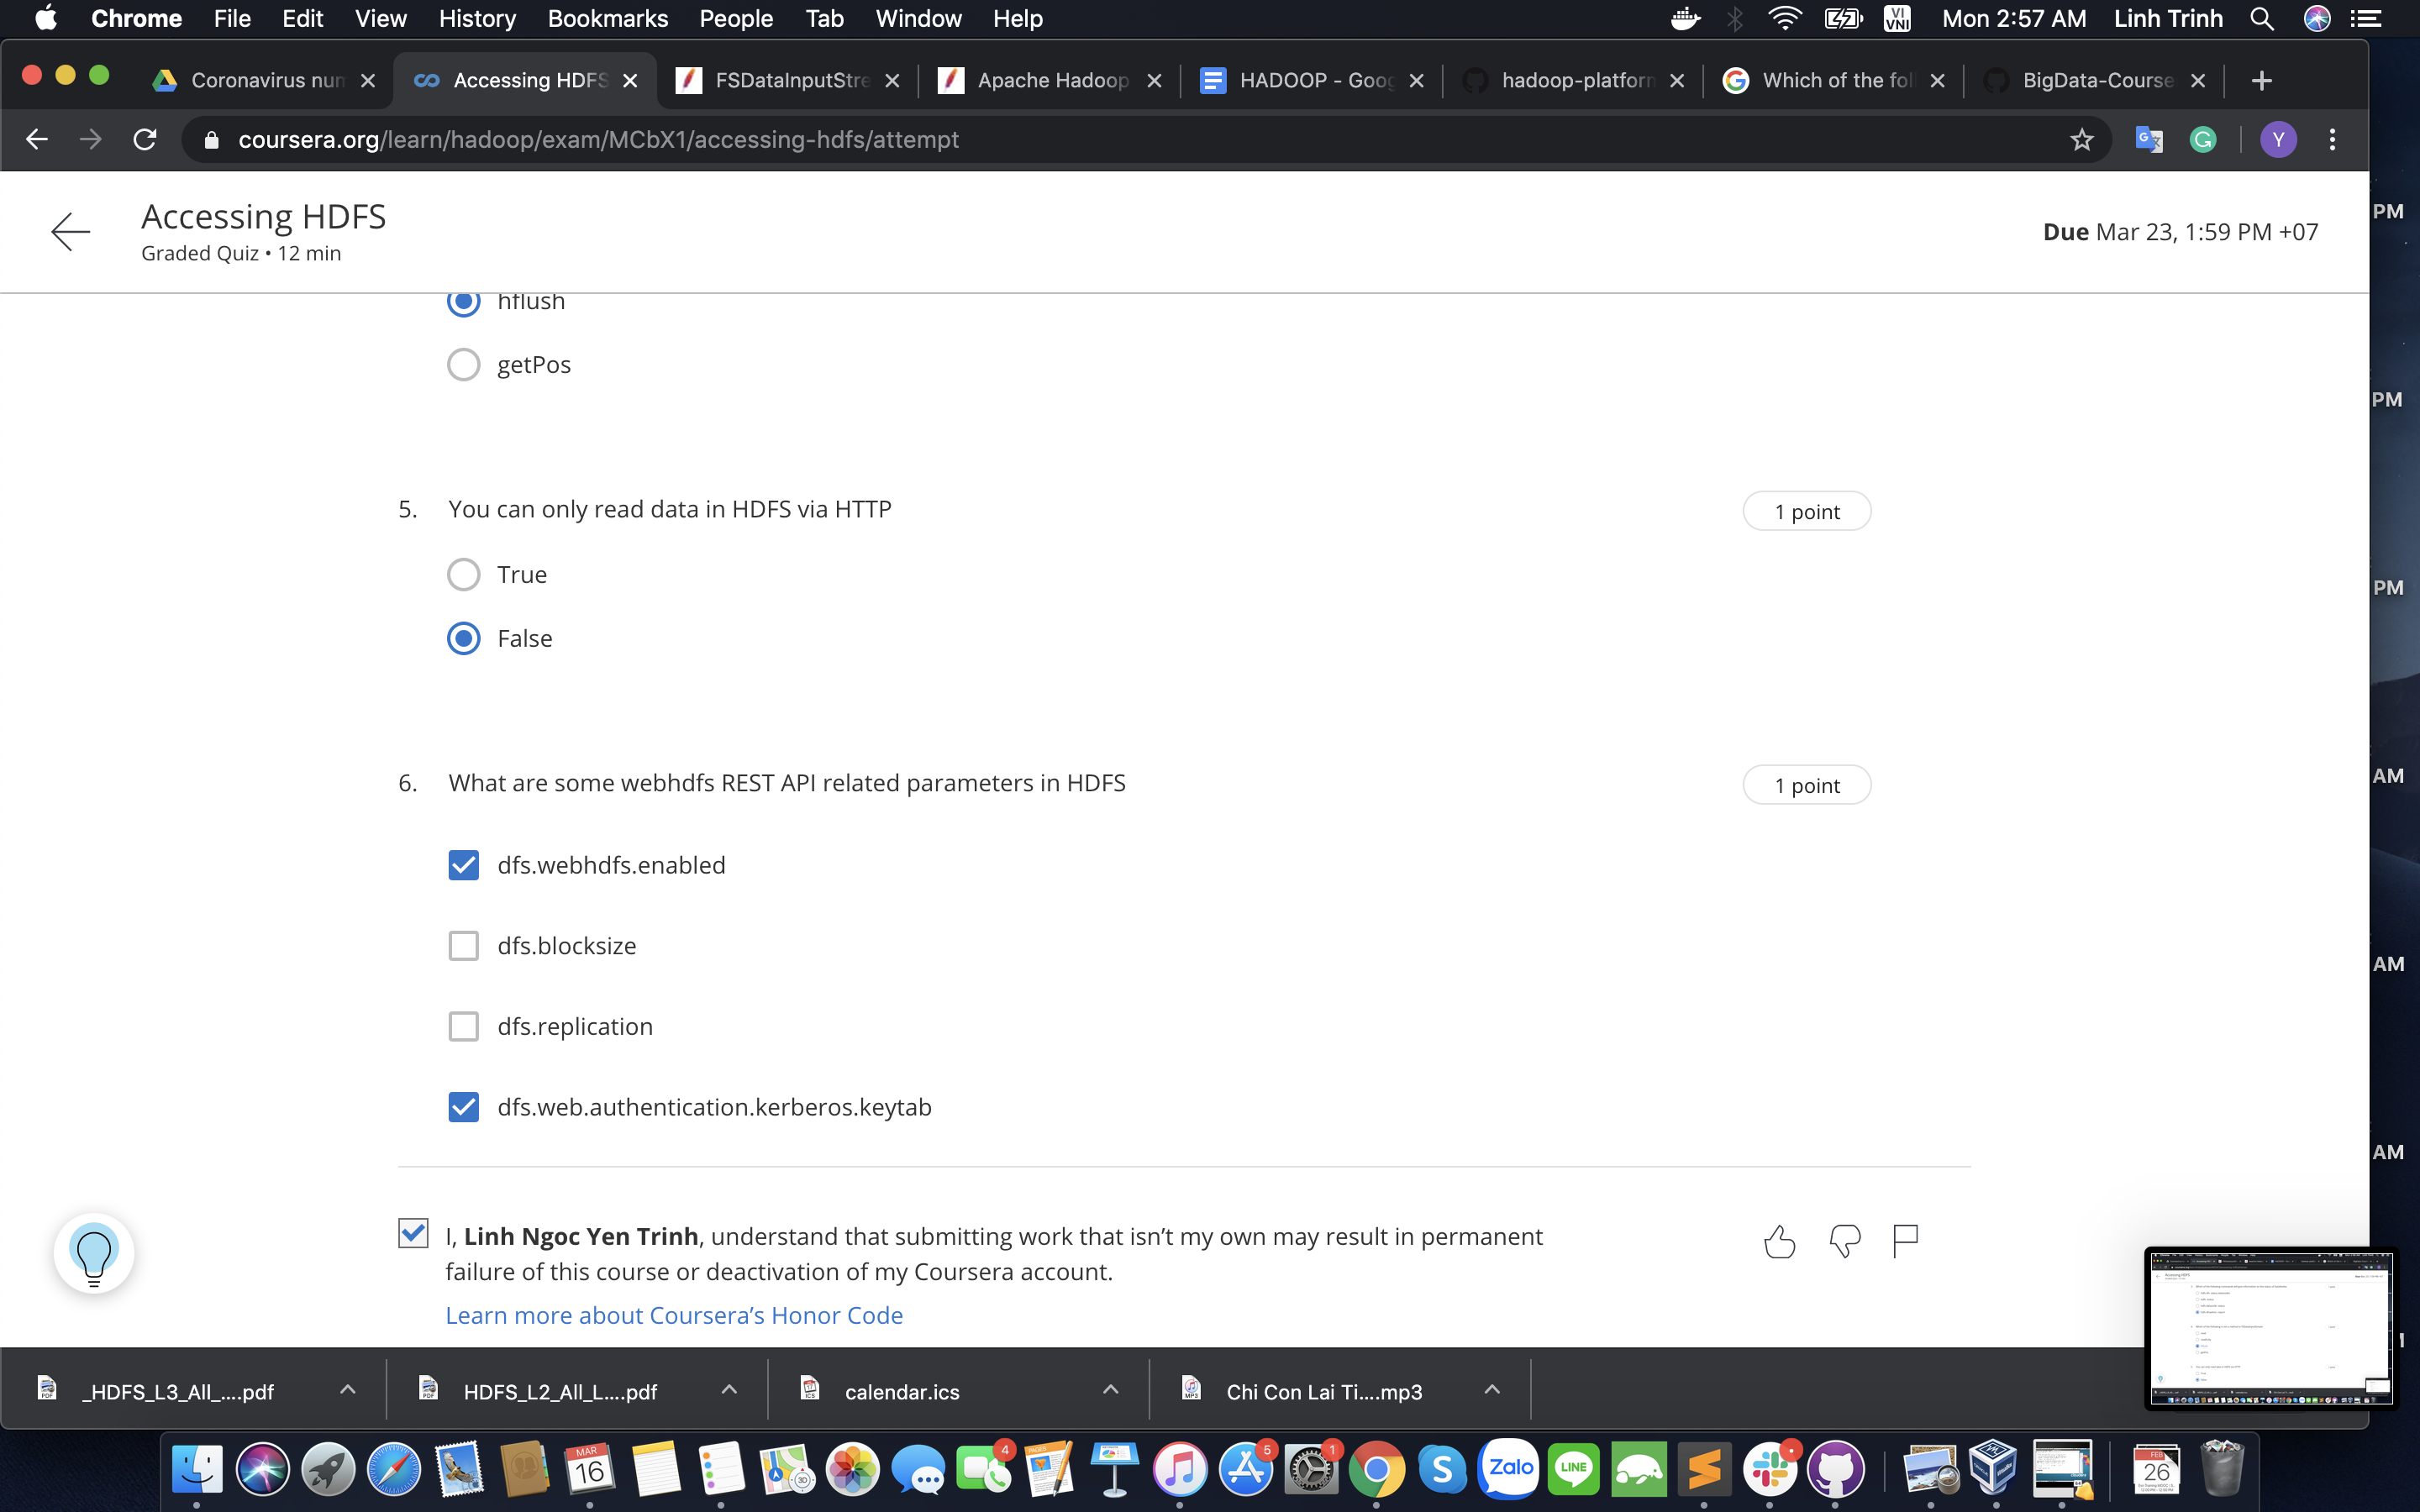 Chrome File Edit View History Bookmarks People Tab Window Help VI VNI Mon 2:57 AM Linh Trinh
Coronavirus num Accessing HDFS FSDataInputStre Apache Hadoop HADOOP - Goog hadoop-platform Which of the foll BigData-Course
coursera.org/learn/hadoop/exam/MCbX1/accessing-hdfs/attempt Y
Accessing HDFS
Graded Quiz • 12 min
Due Mar 23, 1:59 PM +07
PM
hflush
getPos
PM
5. You can only read data in HDFS via HTTP 1 point
True
PM
False
6. What are some webhdfs REST API related parameters in HDFS 1 point
AM
dfs.webhdfs.enabled
dfs.blocksize
AM
dfs.replication
dfs.web.authentication.kerberos.keytab
AM
I, Linh Ngoc Yen Trinh, understand that submitting work that isn't my own may result in permanent
failure of this course or deactivation of my Coursera account.
Learn more about Coursera's Honor Code
_HDFS_L3_All_....pdf HDFS_L2_All_L....pdf calendar.ics Chi Con Lai Ti....mp3
MAR 16 3D 4 PAGES 5 1 S Zalo LINE FEB 26